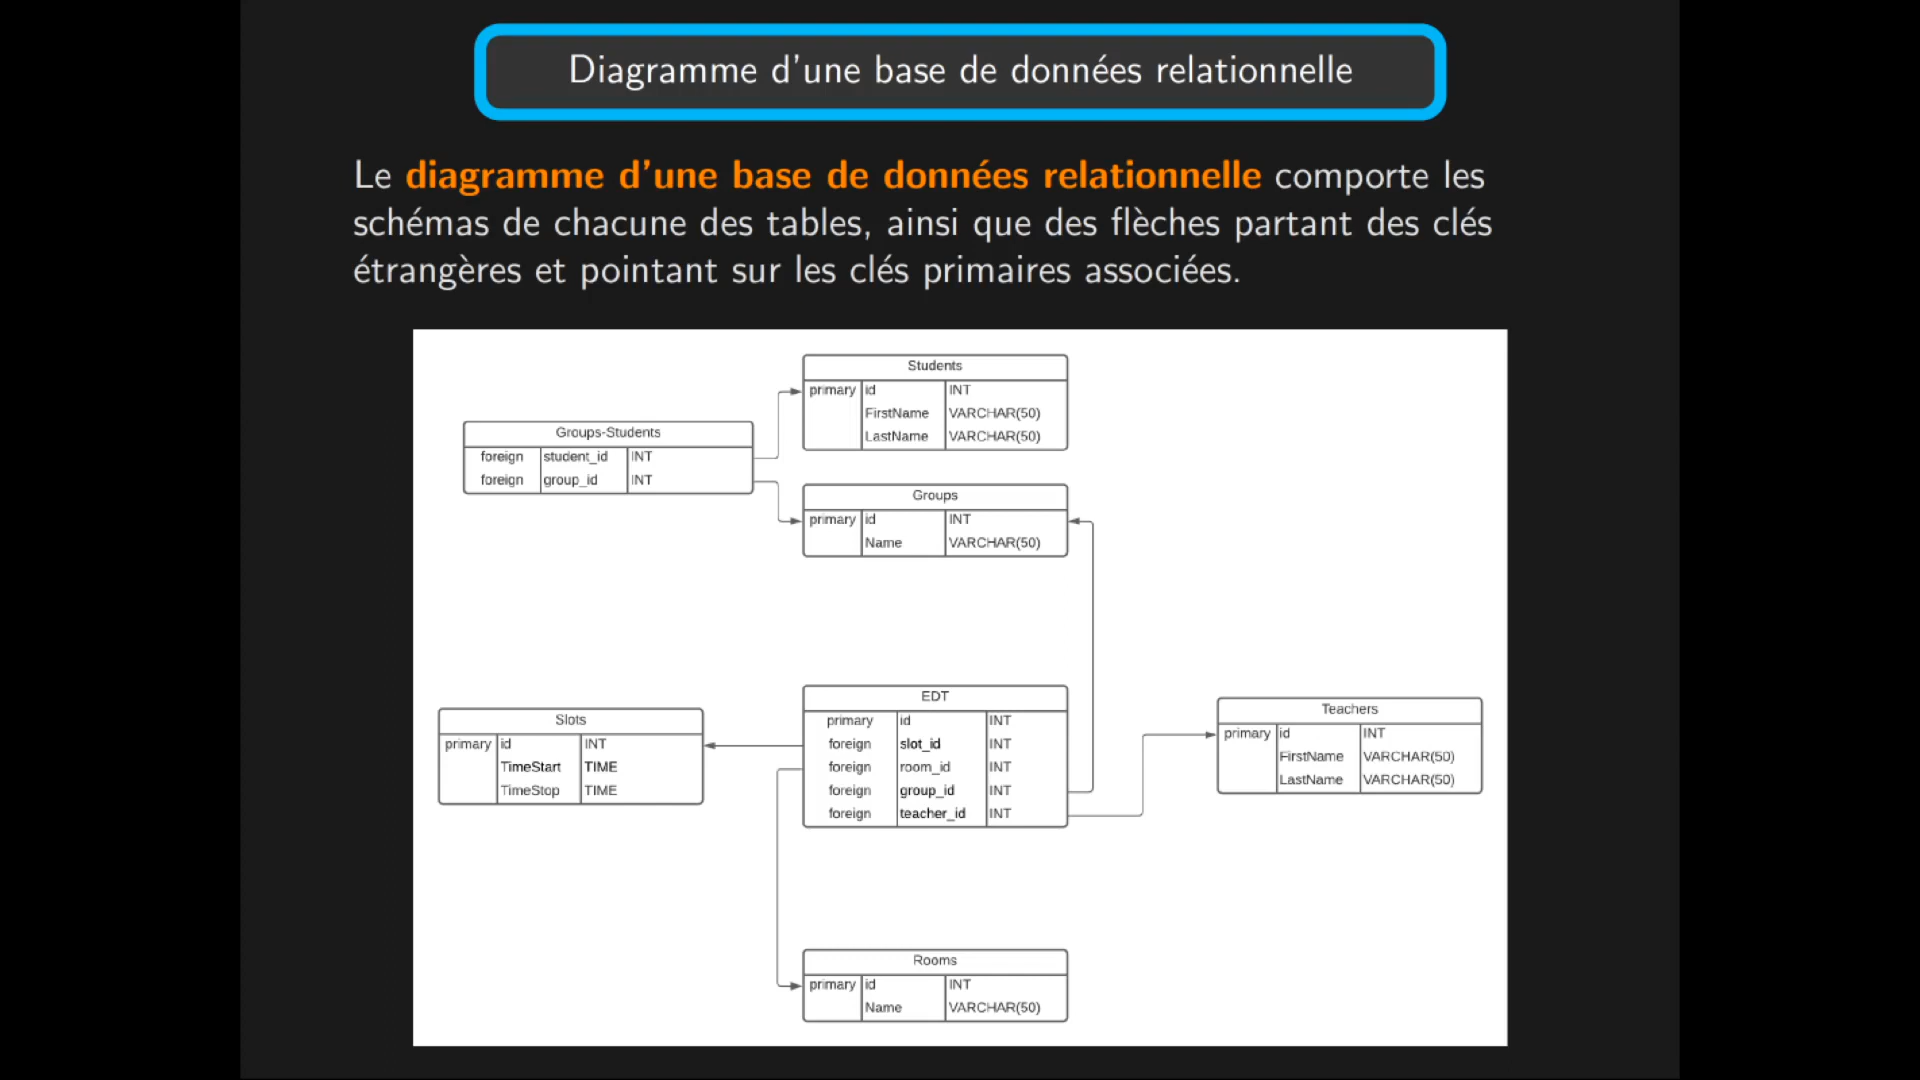 Diagramme d'une base de données relationnelle
Le diagramme d'une base de données relationnelle comporte les
schémas de chacune des tables, ainsi que des flèches partant des clés
étrangères et pointant sur les clés primaires associées.
Students
primary id INT
FirstName VARCHAR(50)
LastName VARCHAR(50)
Groups-Students
foreign student_id INT
foreign group_id INT
Groups
primary id INT
Name VARCHAR(50)
EDT
primary id INT
foreign slot_id INT
foreign room_id INT
foreign group_id INT
foreign teacher_id INT
Slots
primary id INT
TimeStart TIME
TimeStop TIME
Teachers
primary id INT
FirstName VARCHAR(50)
LastName VARCHAR(50)
Rooms
primary id INT
Name VARCHAR(50)